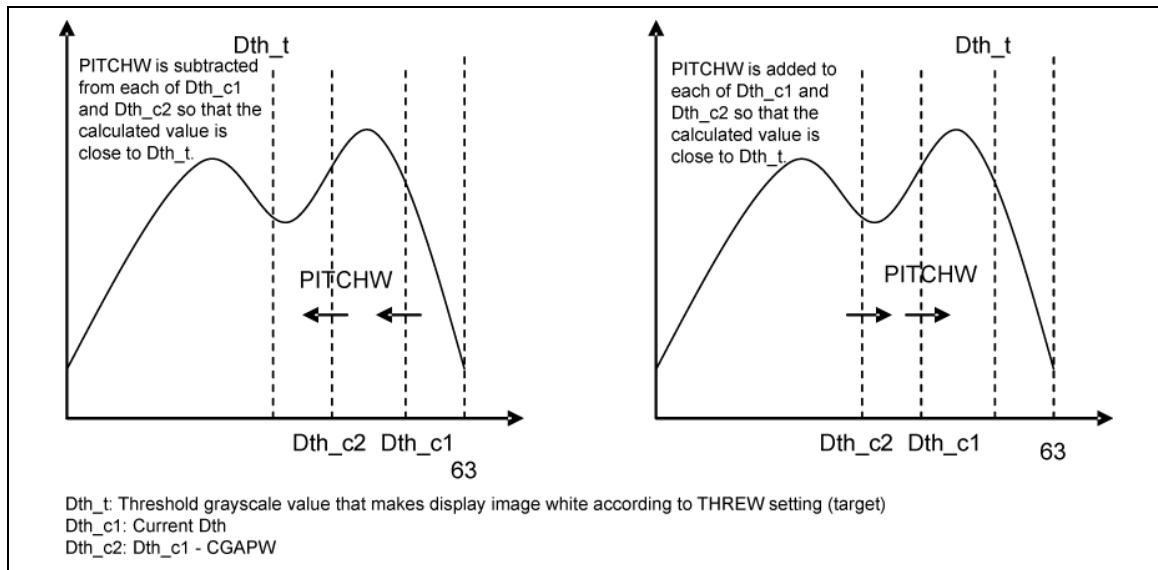 Dth_t
PITCHW is subtracted
from each of Dth_c1
and Dth_c2 so that the
calculated value is
close to Dth_t.
PITCHW
Dth_c2
Dth_c1
63
Dth_t
PITCHW is added to
each of Dth_c1 and
Dth_c2 so that the
calculated value is
close to Dth_t.
PITCHW
Dth_c2
Dth_c1
63
Dth_t: Threshold grayscale value that makes display image white according to THREW setting (target)
Dth_c1: Current Dth
Dth_c2: Dth_c1 - CGAPW